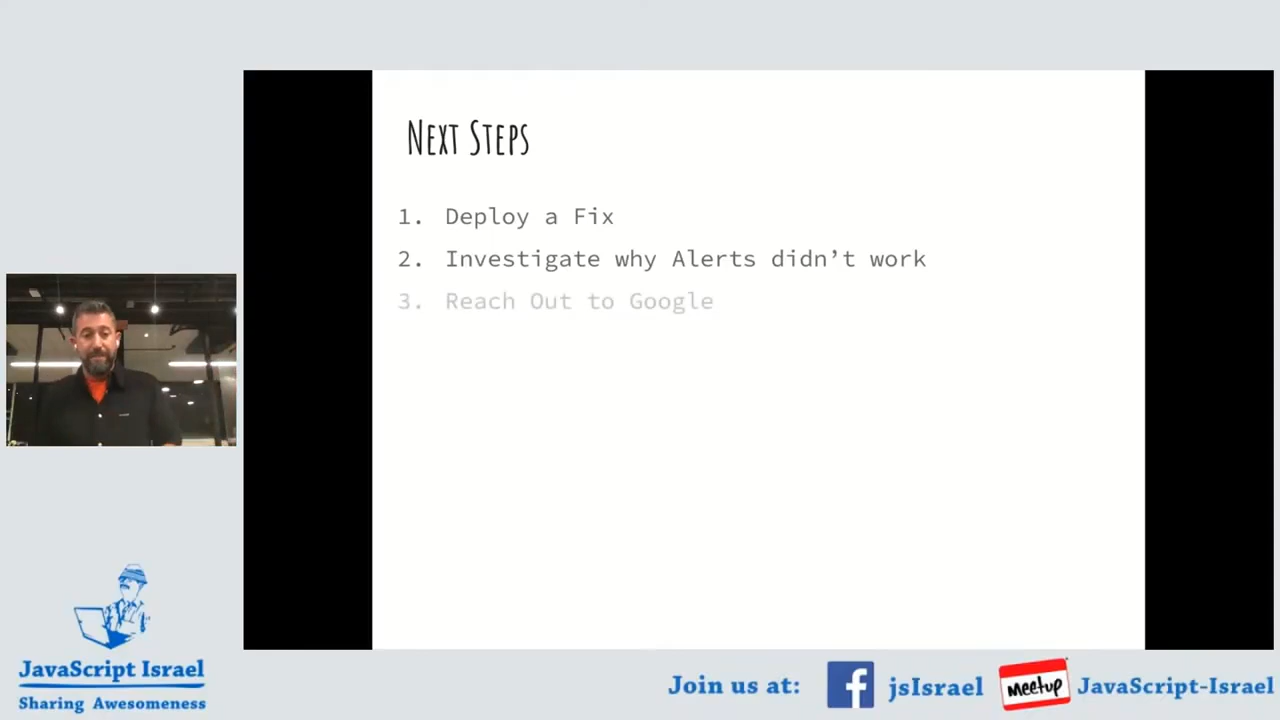 Next Steps
1. Deploy a Fix
2. Investigate why Alerts didn’t work
3. Reach Out to Google
JavaScript Israel
Sharing Awesomeness
Join us at:
jsIsrael
meetup
JavaScript-Israel